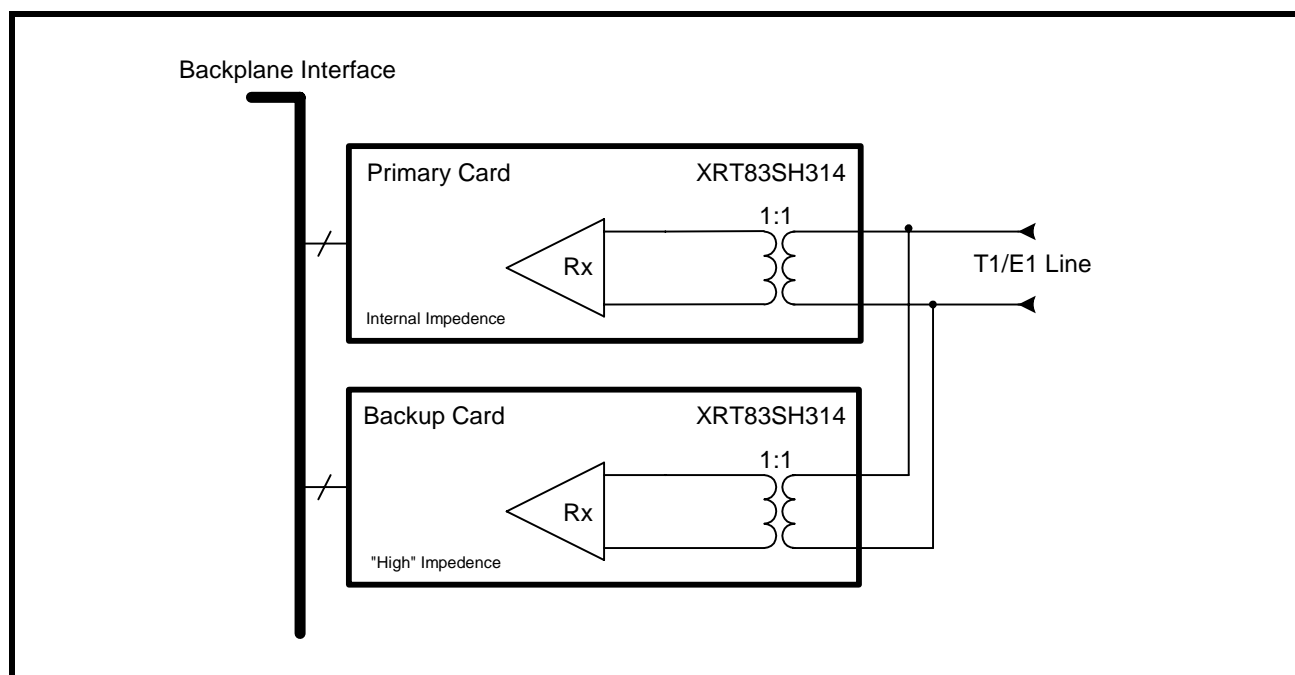 Backplane Interface
Primary Card XRT83SH314
1:1
Rx
T1/E1 Line
Internal Impedence
Backup Card XRT83SH314
1:1
Rx
"High" Impedence